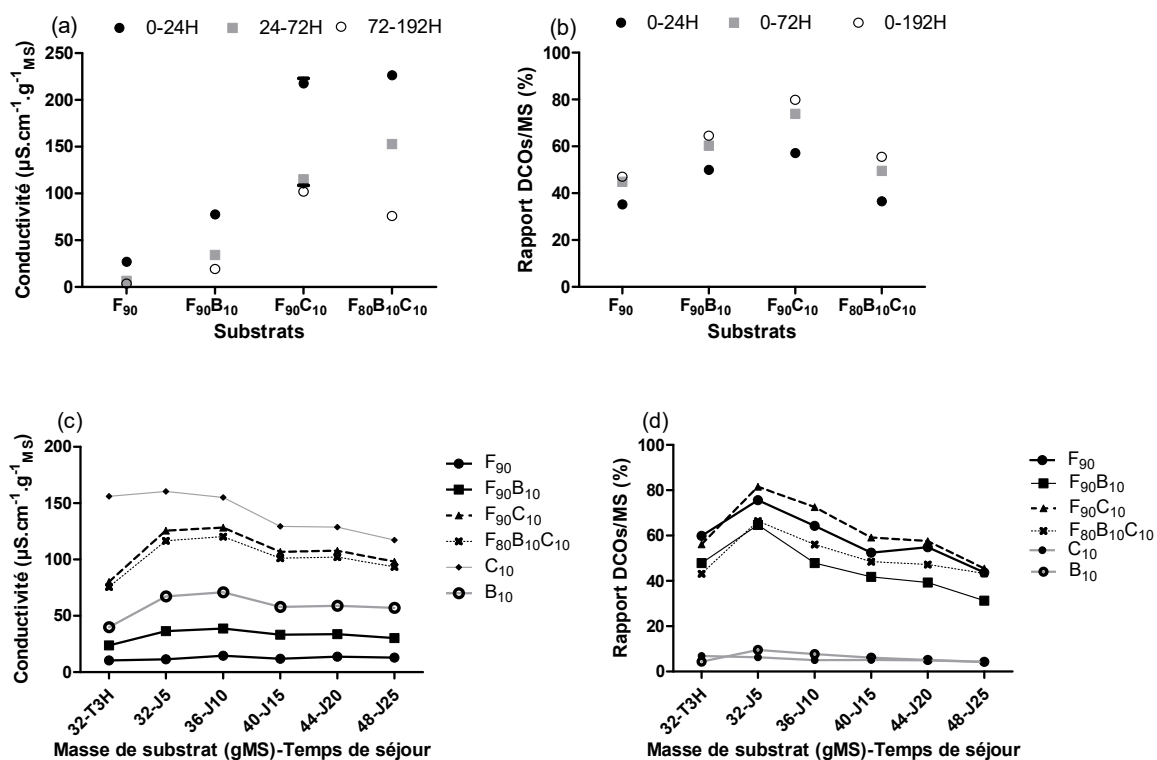 (a)
0-24H 24-72H 72-192H
Conductivité (µS.cm⁻¹.g⁻¹MS)
250
200
150
100
50
0
F90 F90B10 F90C10 F80B10C10
Substrats
(b)
0-24H 0-72H 0-192H
Rapport DCOs/MS (%)
100
80
60
40
20
0
F90 F90B10 F90C10 F80B10C10
Substrats
(c)
Conductivité (µS.cm⁻¹.g⁻¹MS)
200
150
100
50
0
32-T3H 32-J5 36-J10 40-J15 44-J20 48-J25
Masse de substrat (gMS)-Temps de séjour
F90
F90B10
F90C10
F80B10C10
C10
B10
(d)
Rapport DCOs/MS (%)
100
80
60
40
20
0
32-T3H 32-J5 36-J10 40-J15 44-J20 48-J25
Masse de substrat (gMS)-Temps de séjour
F90
F90B10
F90C10
F80B10C10
C10
B10